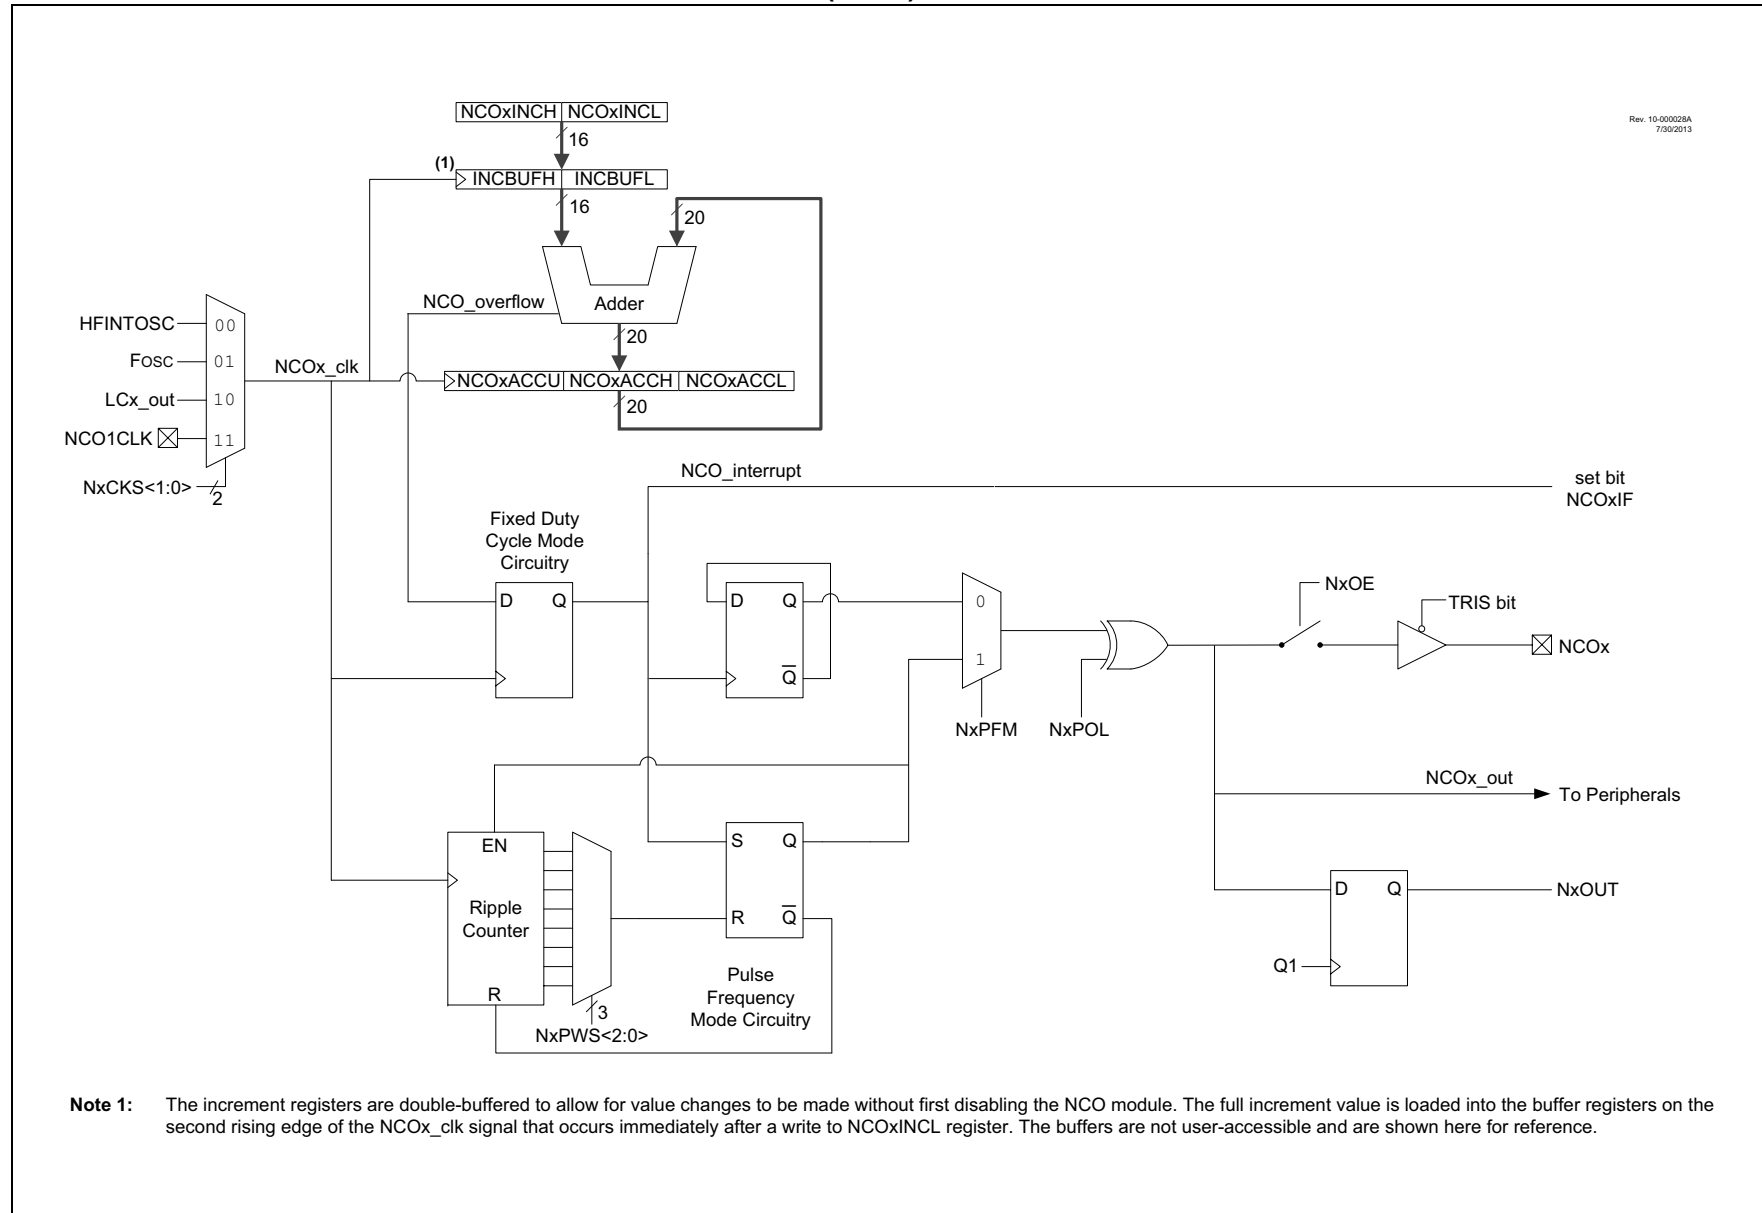 Rev. 10-000028A
7/30/2013
NCOxINCH NCOxINCL
16
(1)
INCBUFH INCBUFL
16
20
NCO_overflow
Adder
20
HFINTOSC 00
FOSC 01
NCOx_clk
NCOxACCU NCOxACCH NCOxACCL
LCx_out 10
20
NCO1CLK 11
NxCKS<1:0>
2
NCO_interrupt
set bit
NCOxIF
Fixed Duty
Cycle Mode
Circuitry
D Q
D Q
Q
0
1
NxPFM
NxPOL
NxOE
TRIS bit
NCOx
NCOx_out
To Peripherals
EN
Ripple
Counter
R
S Q
R Q
3
NxPWS<2:0>
Pulse
Frequency
Mode Circuitry
D Q
NxOUT
Q1
Note 1: The increment registers are double-buffered to allow for value changes to be made without first disabling the NCO module. The full increment value is loaded into the buffer registers on the
second rising edge of the NCOx_clk signal that occurs immediately after a write to NCOxINCL register. The buffers are not user-accessible and are shown here for reference.